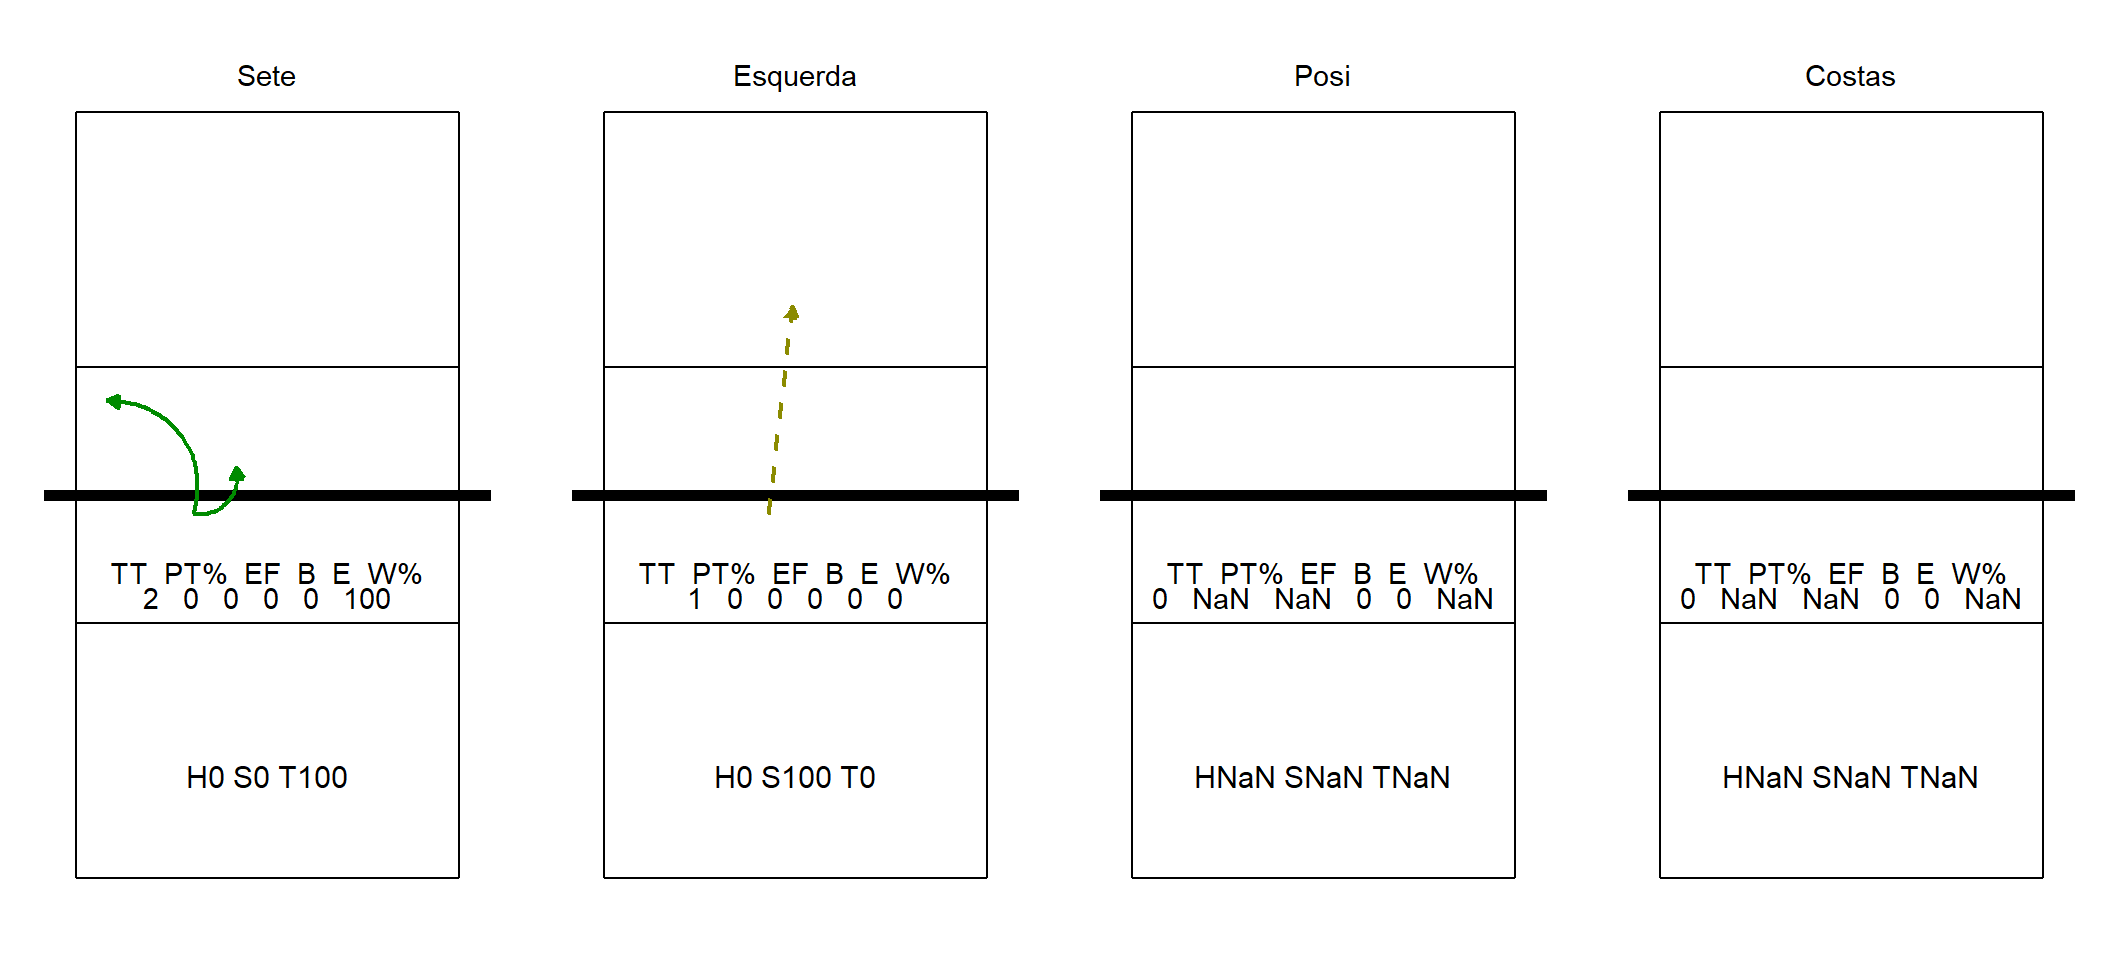 Sete
Esquerda
Posi
Costas
TT PT% EF B E W%
2 0 0 0 0 100
TT PT% EF B E W%
1 0 0 0 0 0
TT PT% EF B E W%
0 NaN NaN 0 0 NaN
TT PT% EF B E W%
0 NaN NaN 0 0 NaN
H0 S0 T100
H0 S100 T0
HNaN SNaN TNaN
HNaN SNaN TNaN